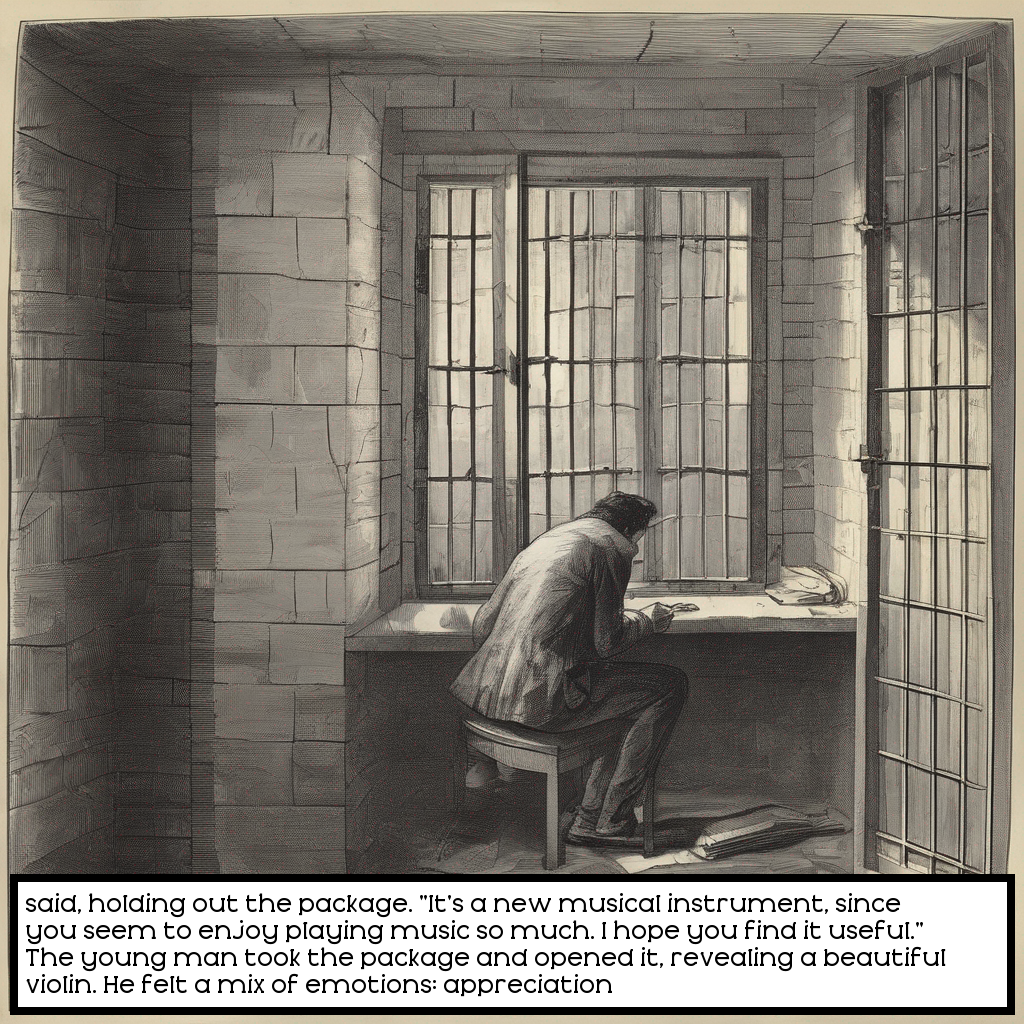 said, holding out the package. "It's a new musical instrument, since
you seem to enjoy playing music so much. I hope you find it useful."
The young man took the package and opened it, revealing a beautiful
violin. He felt a mix of emotions: appreciation